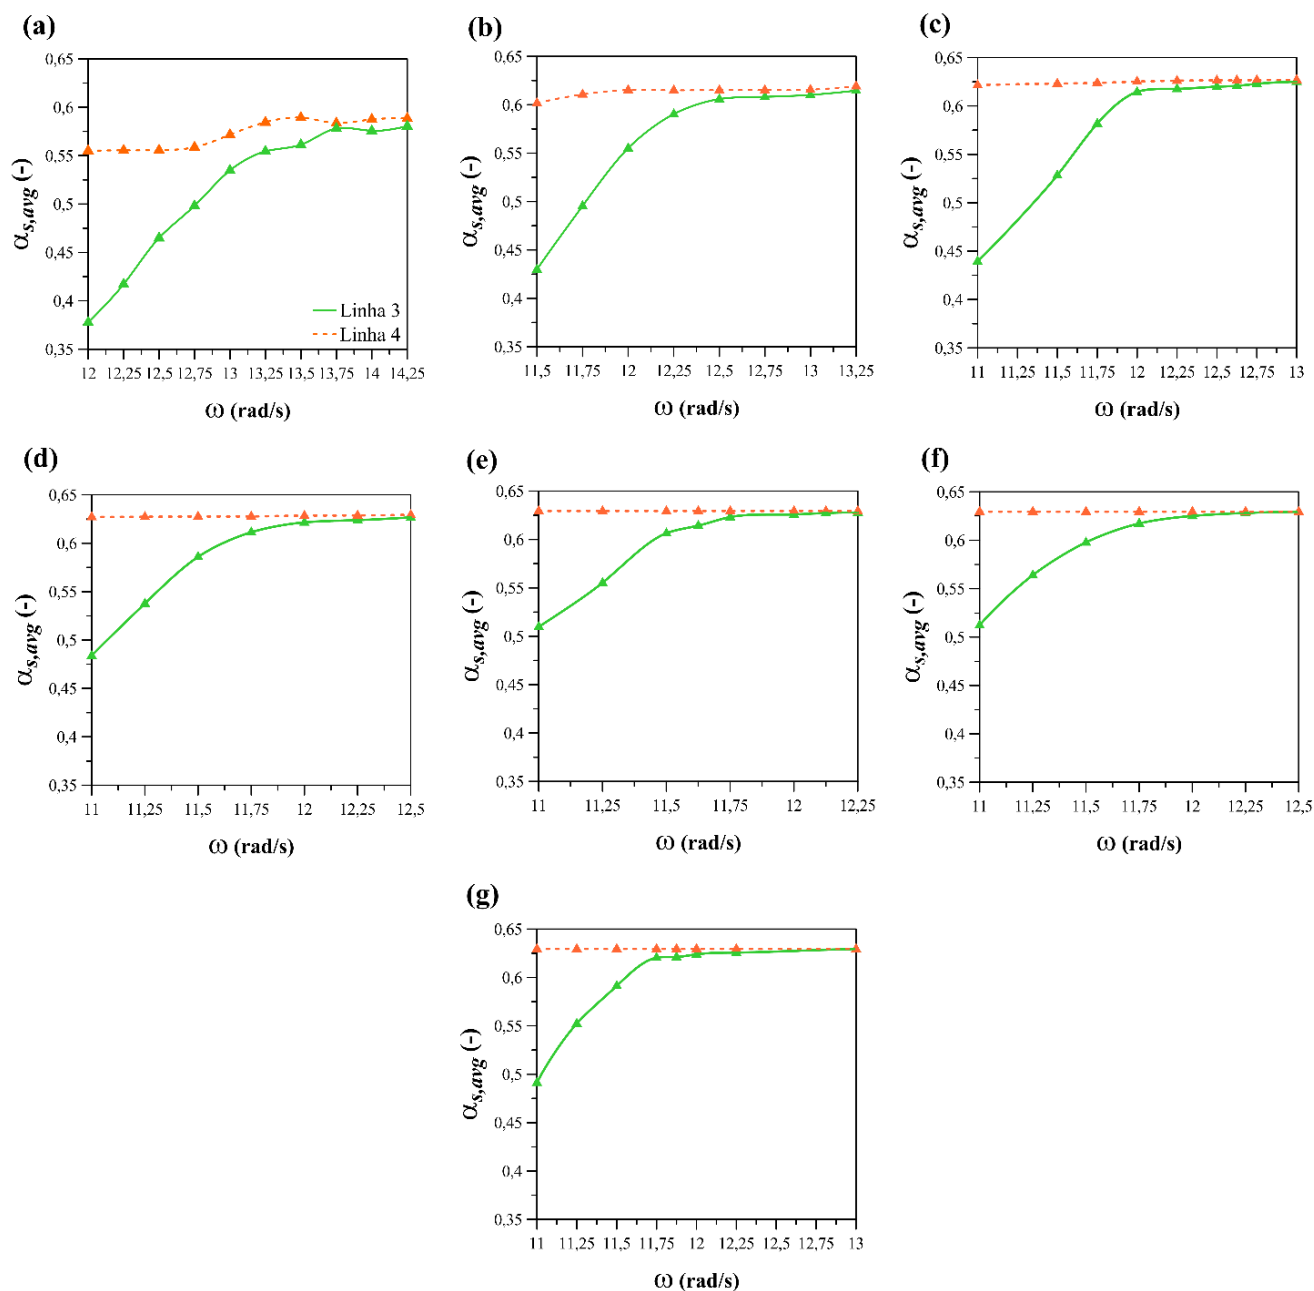 (a)
0,65
0,6
0,55
0,5
0,45
0,4
0,35
αs,avg (-)
Linha 3
Linha 4
12 12,25 12,5 12,75 13 13,25 13,5 13,75 14 14,25
ω (rad/s)
(b)
0,65
0,6
0,55
0,5
0,45
0,4
0,35
αs,avg (-)
11,5 11,75 12 12,25 12,5 12,75 13 13,25
ω (rad/s)
(c)
0,65
0,6
0,55
0,5
0,45
0,4
0,35
αs,avg (-)
11 11,25 11,5 11,75 12 12,25 12,5 12,75 13
ω (rad/s)
(d)
0,65
0,6
0,55
0,5
0,45
0,4
0,35
αs,avg (-)
11 11,25 11,5 11,75 12 12,25 12,5
ω (rad/s)
(e)
0,65
0,6
0,55
0,5
0,45
0,4
0,35
αs,avg (-)
11 11,25 11,5 11,75 12 12,25
ω (rad/s)
(f)
0,65
0,6
0,55
0,5
0,45
0,4
0,35
αs,avg (-)
11 11,25 11,5 11,75 12 12,25 12,5
ω (rad/s)
(g)
0,65
0,6
0,55
0,5
0,45
0,4
0,35
αs,avg (-)
11 11,25 11,5 11,75 12 12,25 12,5 12,75 13
ω (rad/s)